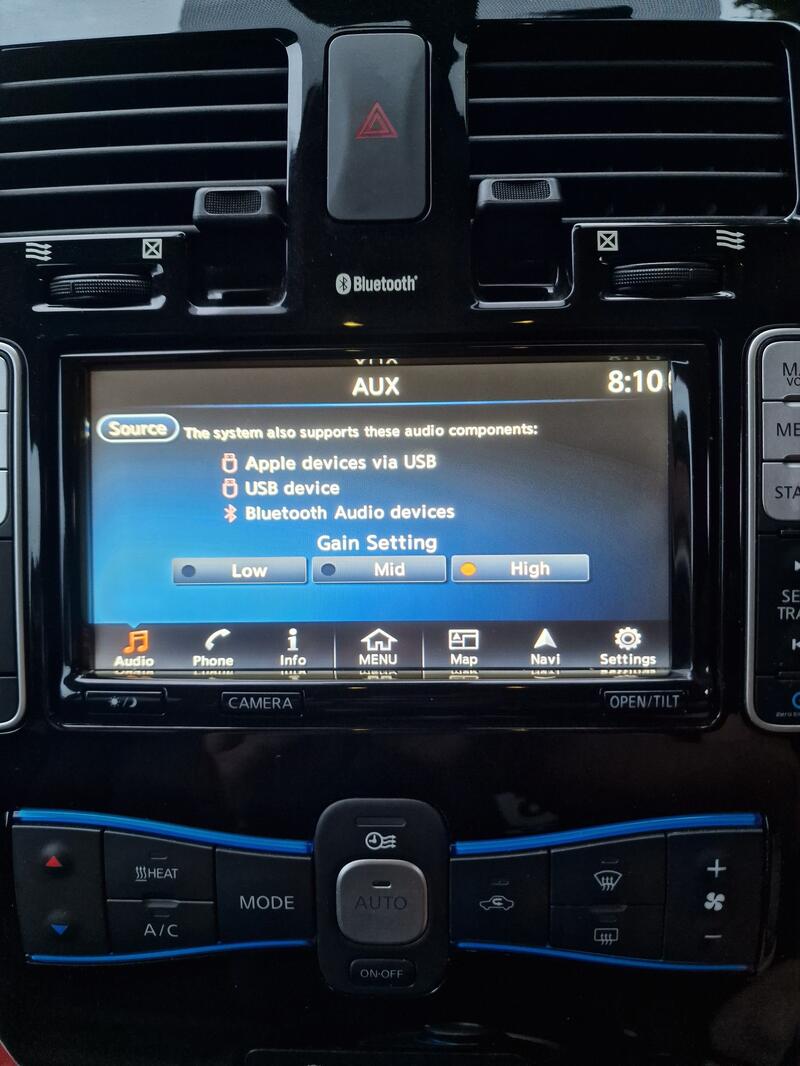 Bluetooth
AUX
8:10
Source
The system also supports these audio components:
Apple devices via USB
USB device
Bluetooth Audio devices
Gain Setting
Low Mid High
Audio Phone Info MENU Map Navi Settings
CAMERA
OPEN/TILT
HEAT
A/C
MODE
AUTO
ON·OFF